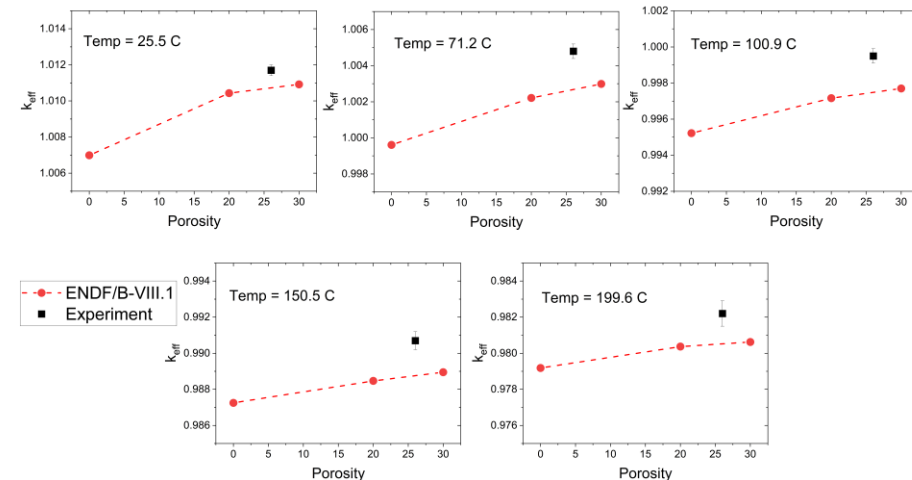 1.014
1.012
1.010
1.008
1.006
k_eff
Temp = 25.5 C
0 5 10 15 20 25 30
Porosity
1.006
1.004
1.002
1.000
0.998
k_eff
Temp = 71.2 C
0 5 10 15 20 25 30
Porosity
1.002
1.000
0.998
0.996
0.994
0.992
k_eff
Temp = 100.9 C
0 5 10 15 20 25 30
Porosity
ENDF/B-VIII.1
Experiment
0.994
0.992
0.990
0.988
0.986
k_eff
Temp = 150.5 C
0 5 10 15 20 25 30
Porosity
0.984
0.982
0.980
0.978
0.976
k_eff
Temp = 199.6 C
0 5 10 15 20 25 30
Porosity